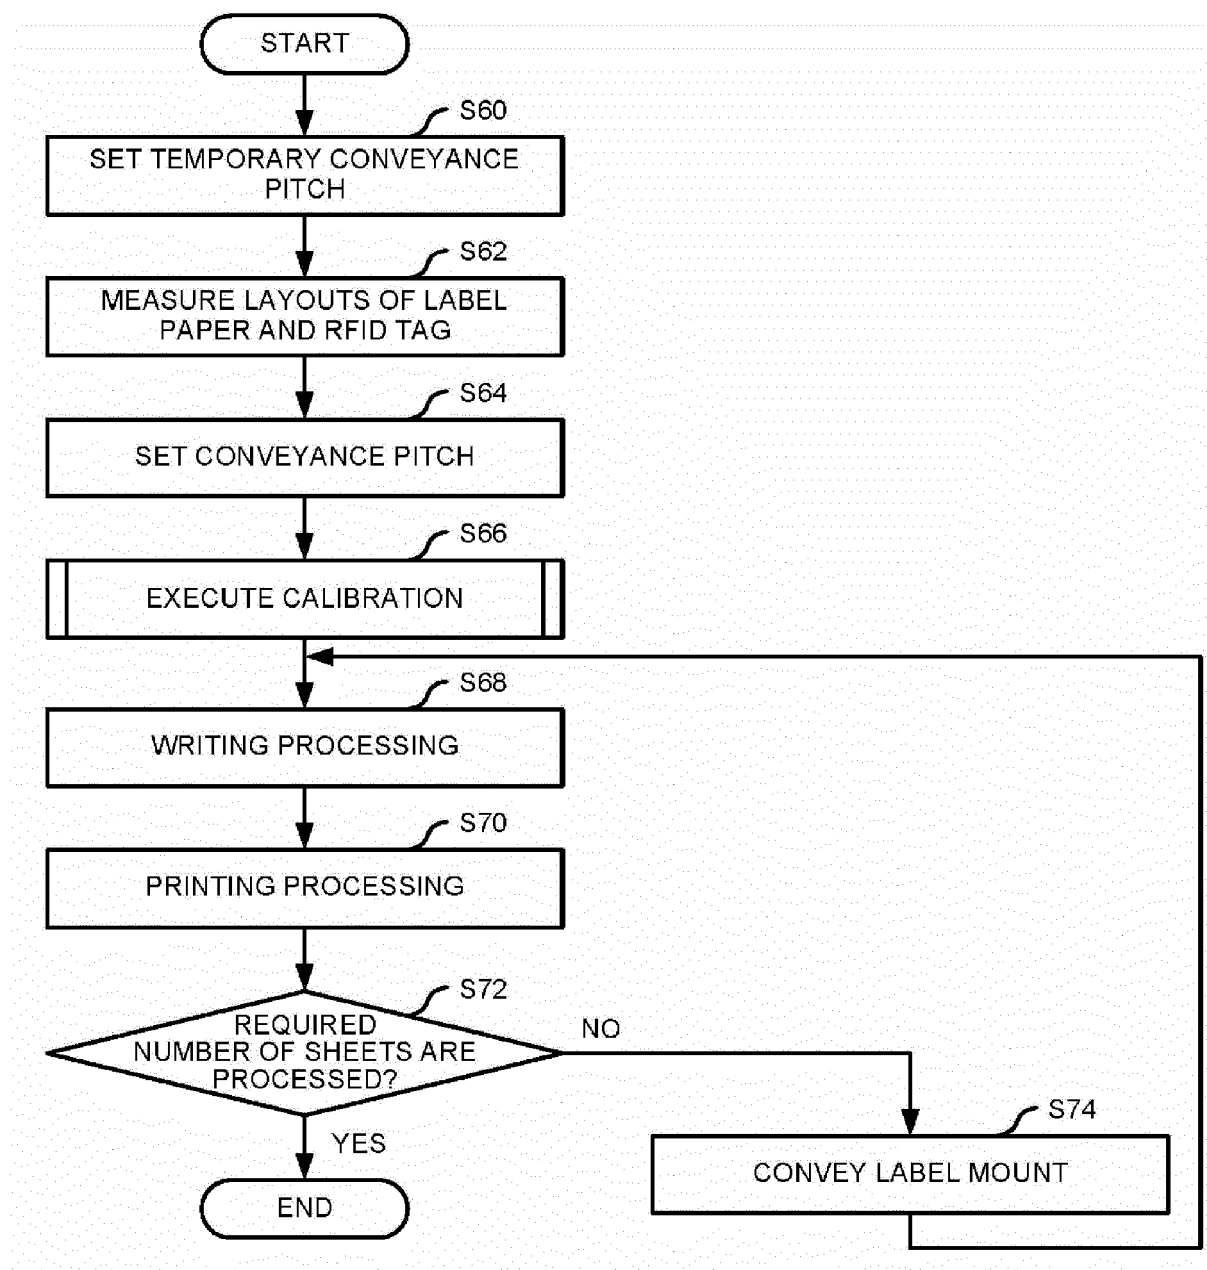 START
S60
SET TEMPORARY CONVEYANCE
PITCH
S62
MEASURE LAYOUTS OF LABEL
PAPER AND RFID TAG
S64
SET CONVEYANCE PITCH
S66
EXECUTE CALIBRATION
S68
WRITING PROCESSING
S70
PRINTING PROCESSING
S72
REQUIRED
NUMBER OF SHEETS ARE
PROCESSED?
NO
YES
S74
CONVEY LABEL MOUNT
END